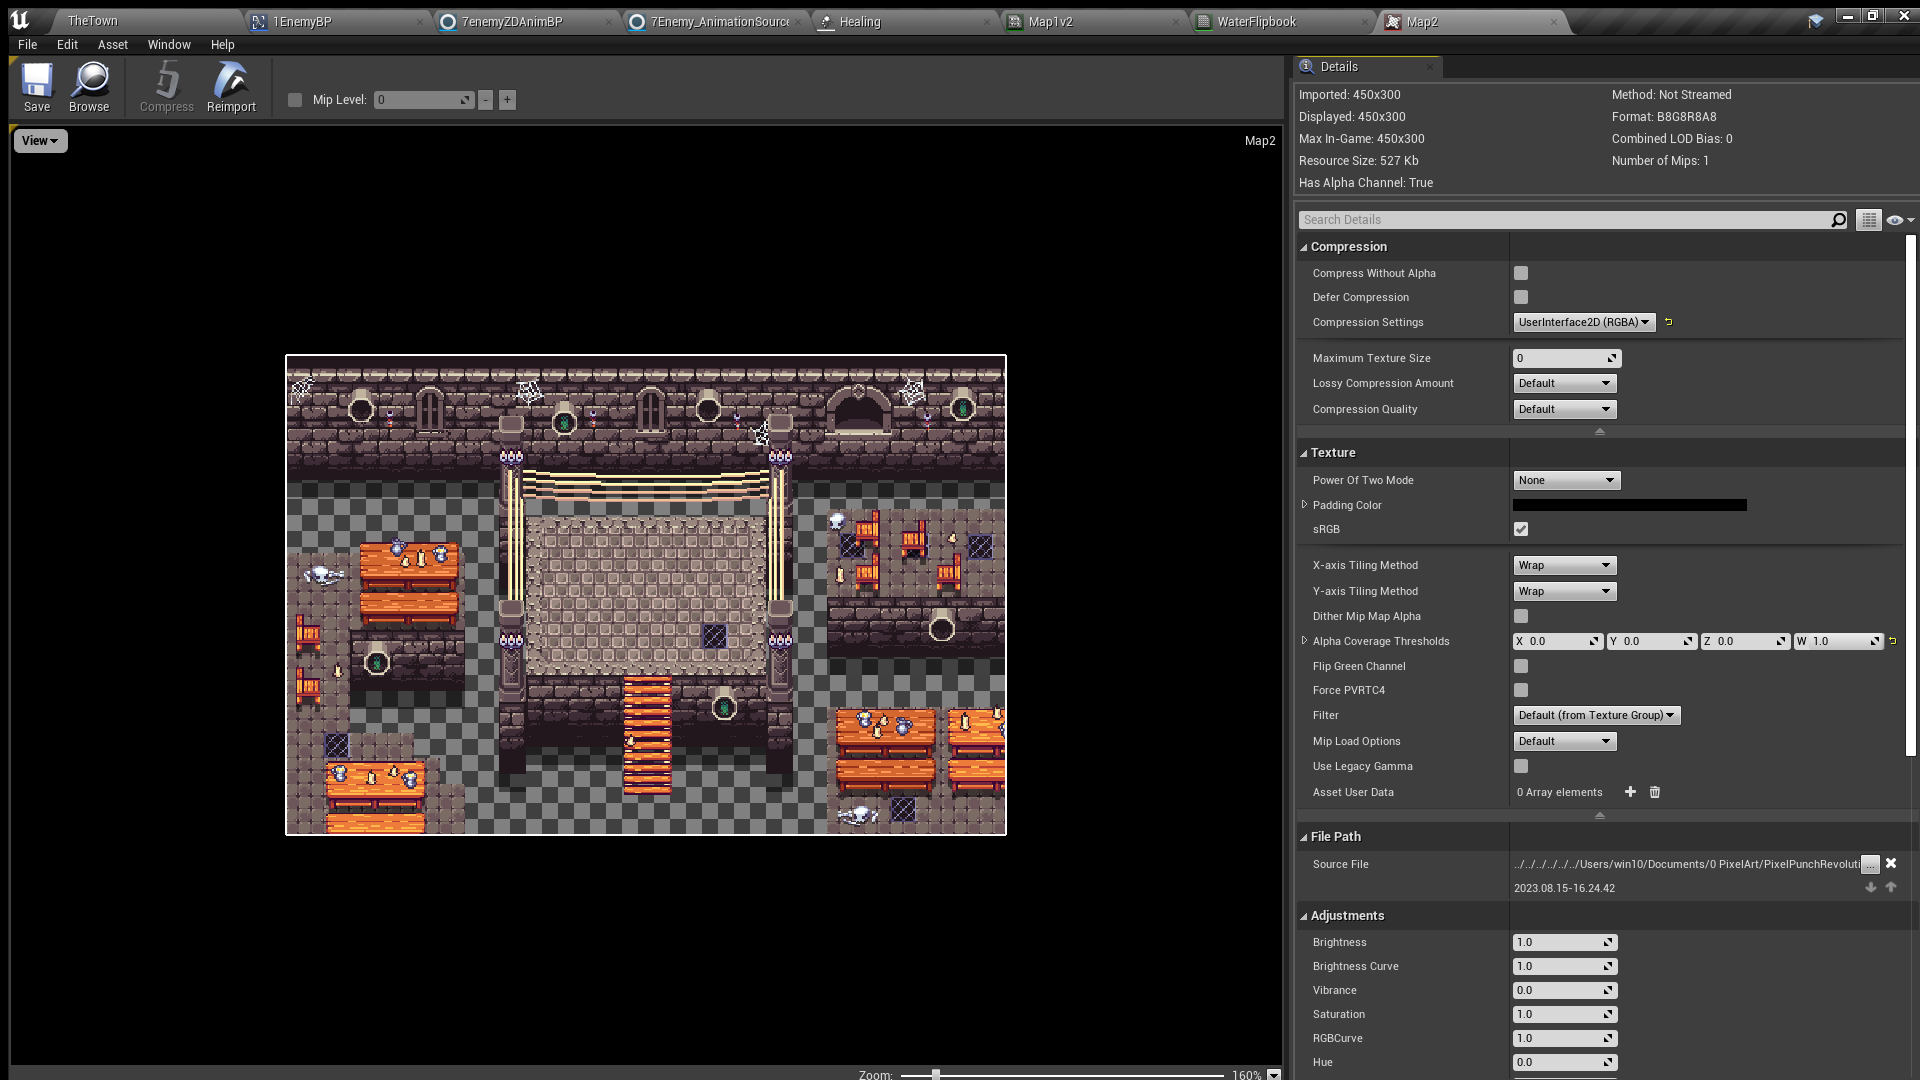 TheTown
1EnemyBP
7enemyZDAnimBP
7Enemy_AnimationSource
Healing
Map1v2
WaterFlipbook
Map2
File
Edit
Asset
Window
Help
Save
Browse
Compress
Reimport
Mip Level:
0
-
+
View
Map2
Zoom:
160%
Details
Imported: 450x300
Method: Not Streamed
Displayed: 450x300
Format: B8G8R8A8
Max In-Game: 450x300
Combined LOD Bias: 0
Resource Size: 527 Kb
Number of Mips: 1
Has Alpha Channel: True
Search Details
Compression
Compress Without Alpha
Defer Compression
Compression Settings
UserInterface2D (RGBA)
Maximum Texture Size
0
Lossy Compression Amount
Default
Compression Quality
Default
Texture
Power Of Two Mode
None
Padding Color
sRGB
X-axis Tiling Method
Wrap
Y-axis Tiling Method
Wrap
Dither Mip Map Alpha
Alpha Coverage Thresholds
X 0.0
Y 0.0
Z 0.0
W 1.0
Flip Green Channel
Force PVRTC4
Filter
Default (from Texture Group)
Mip Load Options
Default
Use Legacy Gamma
Asset User Data
0 Array elements
File Path
Source File
../../../../../../Users/win10/Documents/0 PixelArt/PixelPunchRevoluti
...
2023.08.15-16.24.42
Adjustments
Brightness
1.0
Brightness Curve
1.0
Vibrance
0.0
Saturation
1.0
RGBCurve
1.0
Hue
0.0